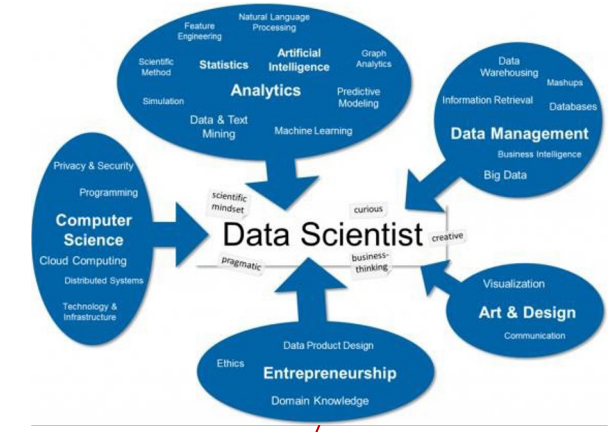 Natural Language
Processing
Feature
Engineering
Artificial
Intelligence
Graph
Analytics
Scientific
Method
Statistics
Analytics
Simulation
Predictive
Modeling
Data & Text
Mining
Machine Learning
Data
Warehousing
Mashups
Information Retrieval
Databases
Data Management
Business Intelligence
Big Data
Privacy & Security
Programming
Computer
Science
Cloud Computing
Distributed Systems
Technology &
Infrastructure
scientific
mindset
curious
Data Scientist
creative
pragmatic
business-
thinking
Visualization
Art & Design
Communication
Data Product Design
Ethics
Entrepreneurship
Domain Knowledge